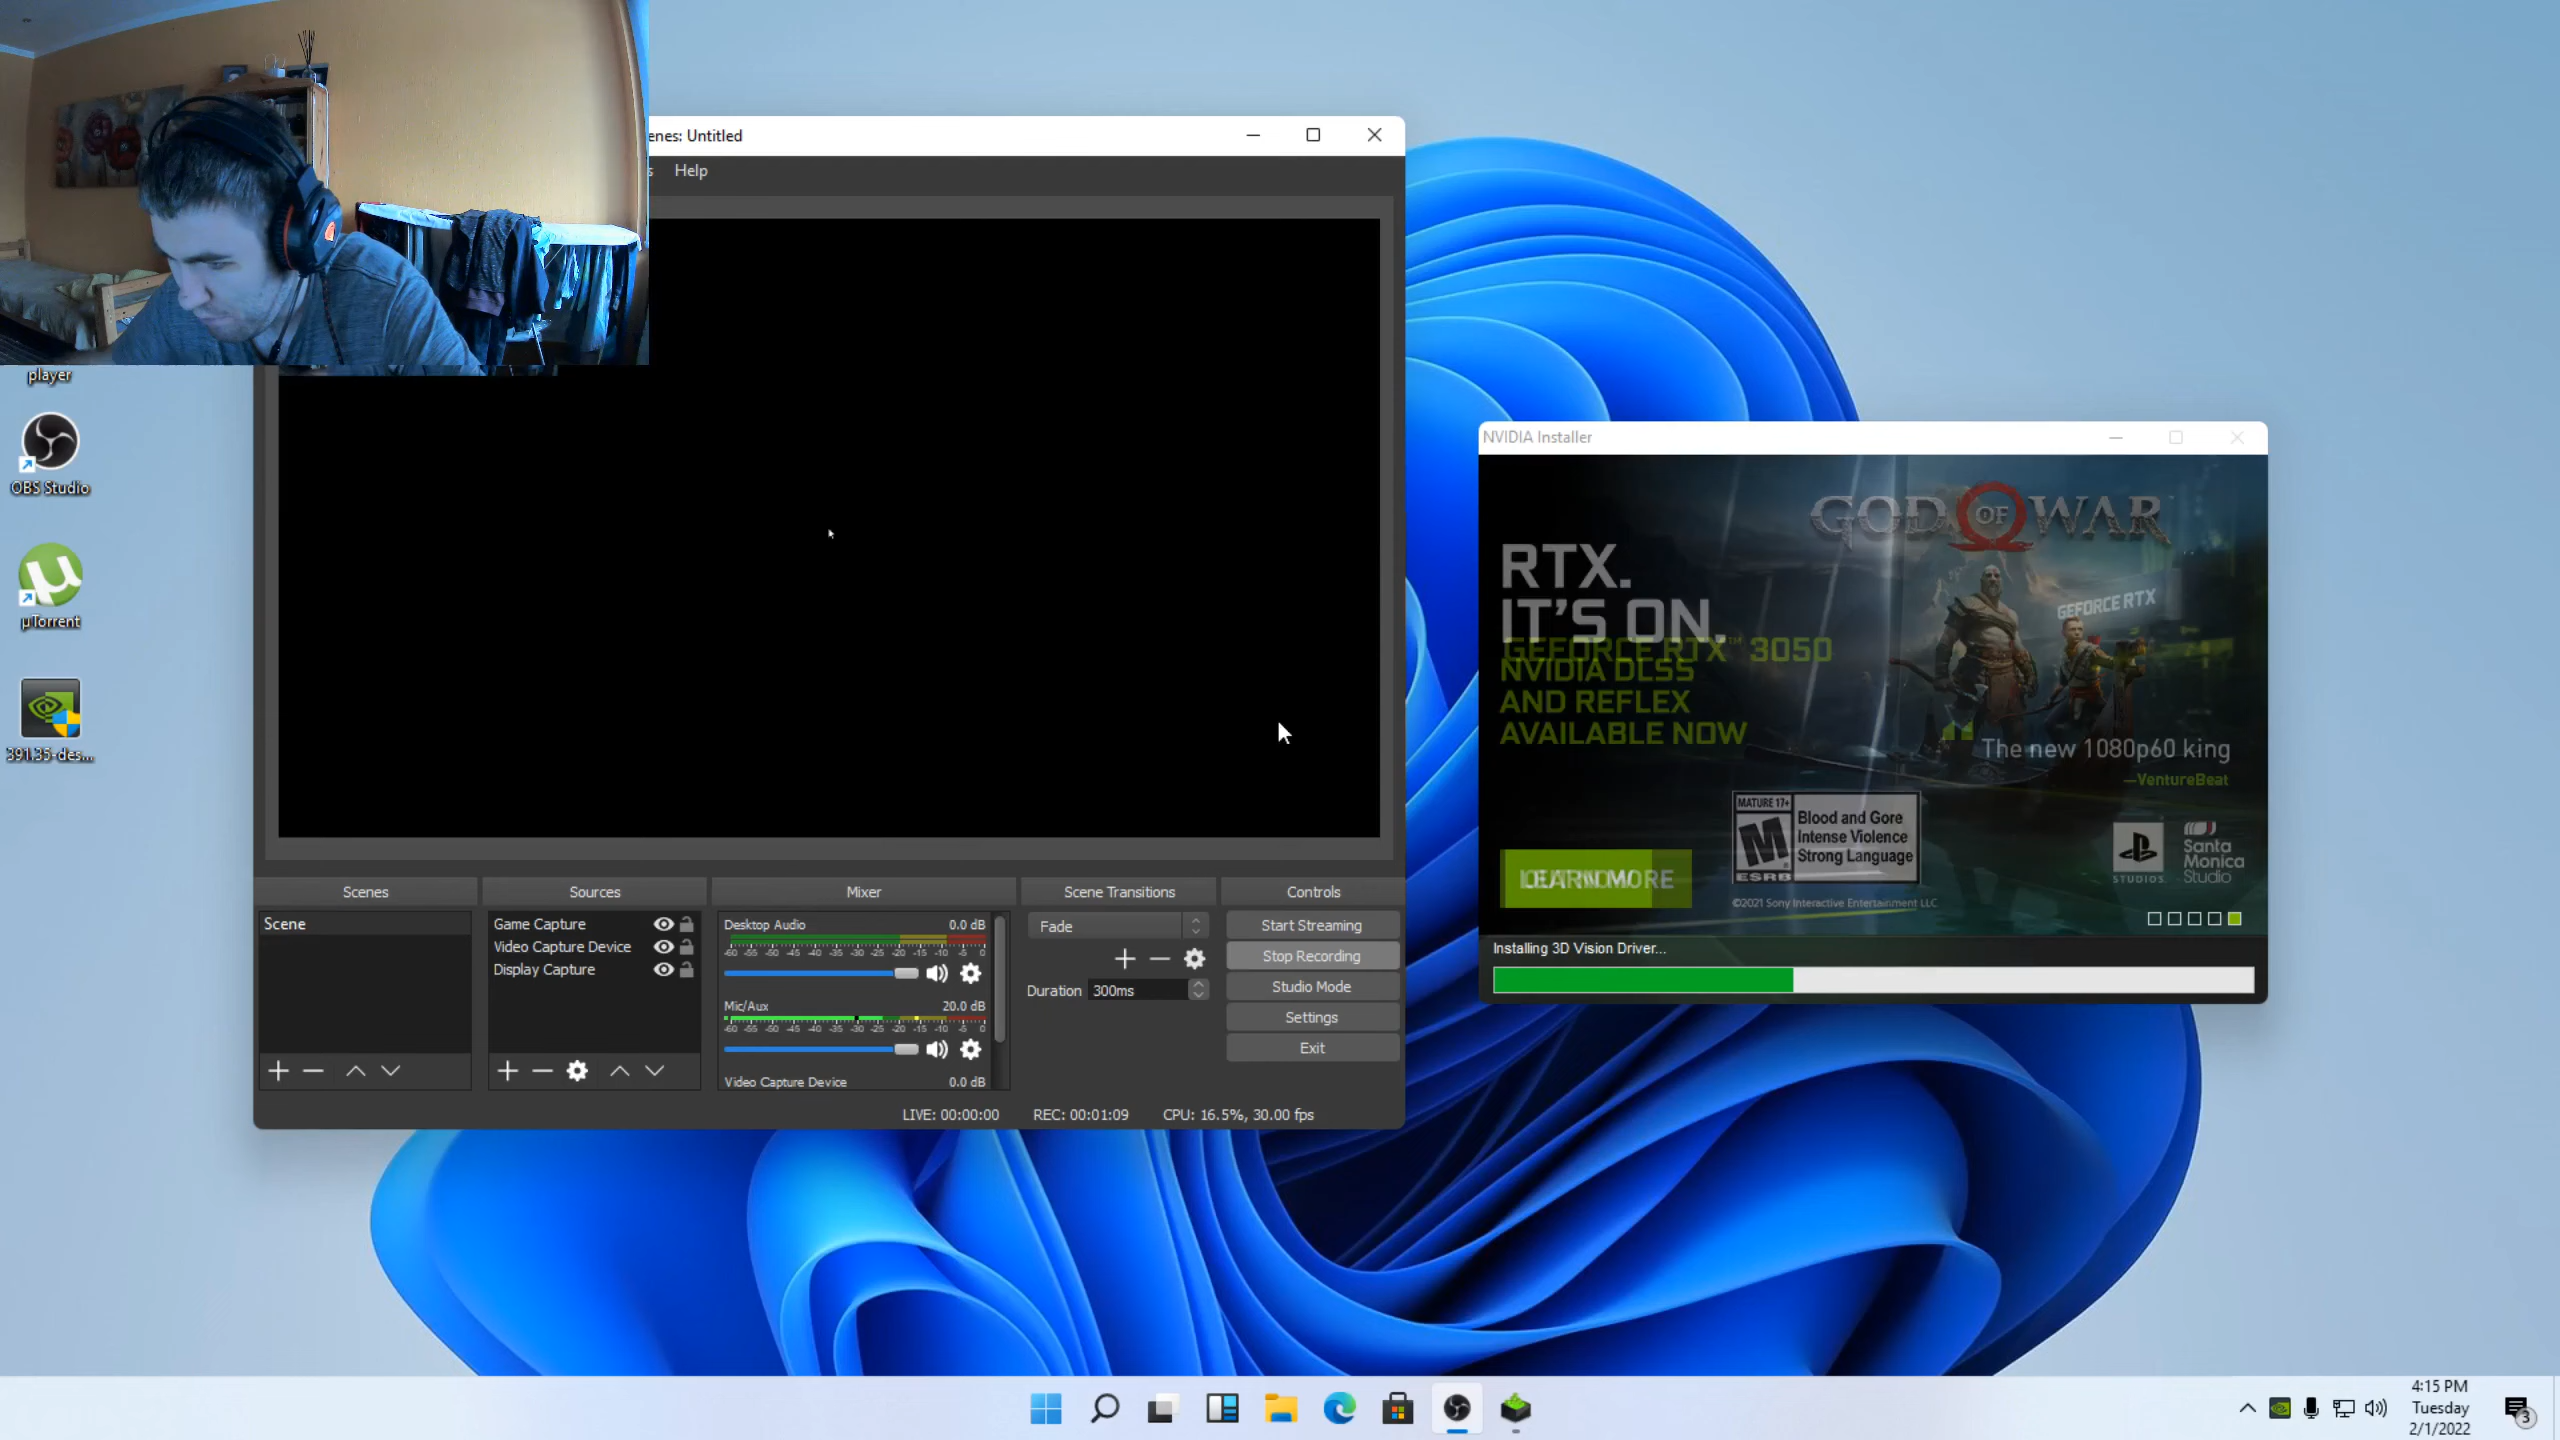 enes: Untitled
s Help
player
OBS Studio
µTorrent
391.35-des...
Scenes
Sources
Mixer
Scene Transitions
Controls
Scene
Game Capture
Video Capture Device
Display Capture
Desktop Audio 0.0 dB
-60 -55 -50 -45 -40 -35 -30 -25 -20 -15 -10 -5 0
Mic/Aux 20.0 dB
-60 -55 -50 -45 -40 -35 -30 -25 -20 -15 -10 -5 0
Video Capture Device 0.0 dB
Fade
Duration 300ms
Start Streaming
Stop Recording
Studio Mode
Settings
Exit
LIVE: 00:00:00 REC: 00:01:09 CPU: 16.5%, 30.00 fps
NVIDIA Installer
GOD OF WAR
RTX.
IT'S ON.
GEFORCE RTX™ 3050
NVIDIA DLSS
AND REFLEX
AVAILABLE NOW
GEFORCE RTX
The new 1080p60 king
—VentureBeat
MATURE 17+
M
ESRB
Blood and Gore
Intense Violence
Strong Language
STUDIOS
Santa
Monica
Studio
LEARN MORE
©2021 Sony Interactive Entertainment LLC
Installing 3D Vision Driver...
4:15 PM
Tuesday
2/1/2022
3